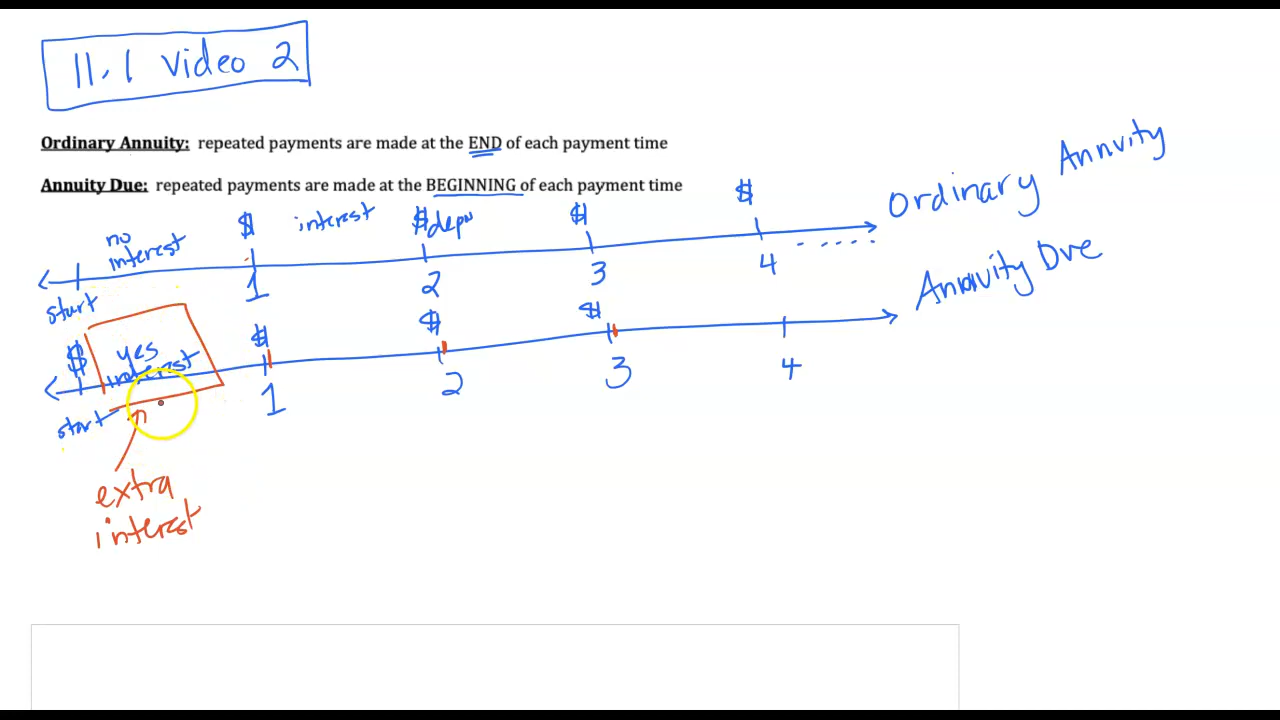 11.1 Video 2
Ordinary Annuity: repeated payments are made at the END of each payment time
Annuity Due: repeated payments are made at the BEGINNING of each payment time
Ordinary Annuity
no interest $ interest $ $ $
start 1 2 3 4
Annuity Due
$ yes interest $ $ $
start 1 2 3 4
extra
interest